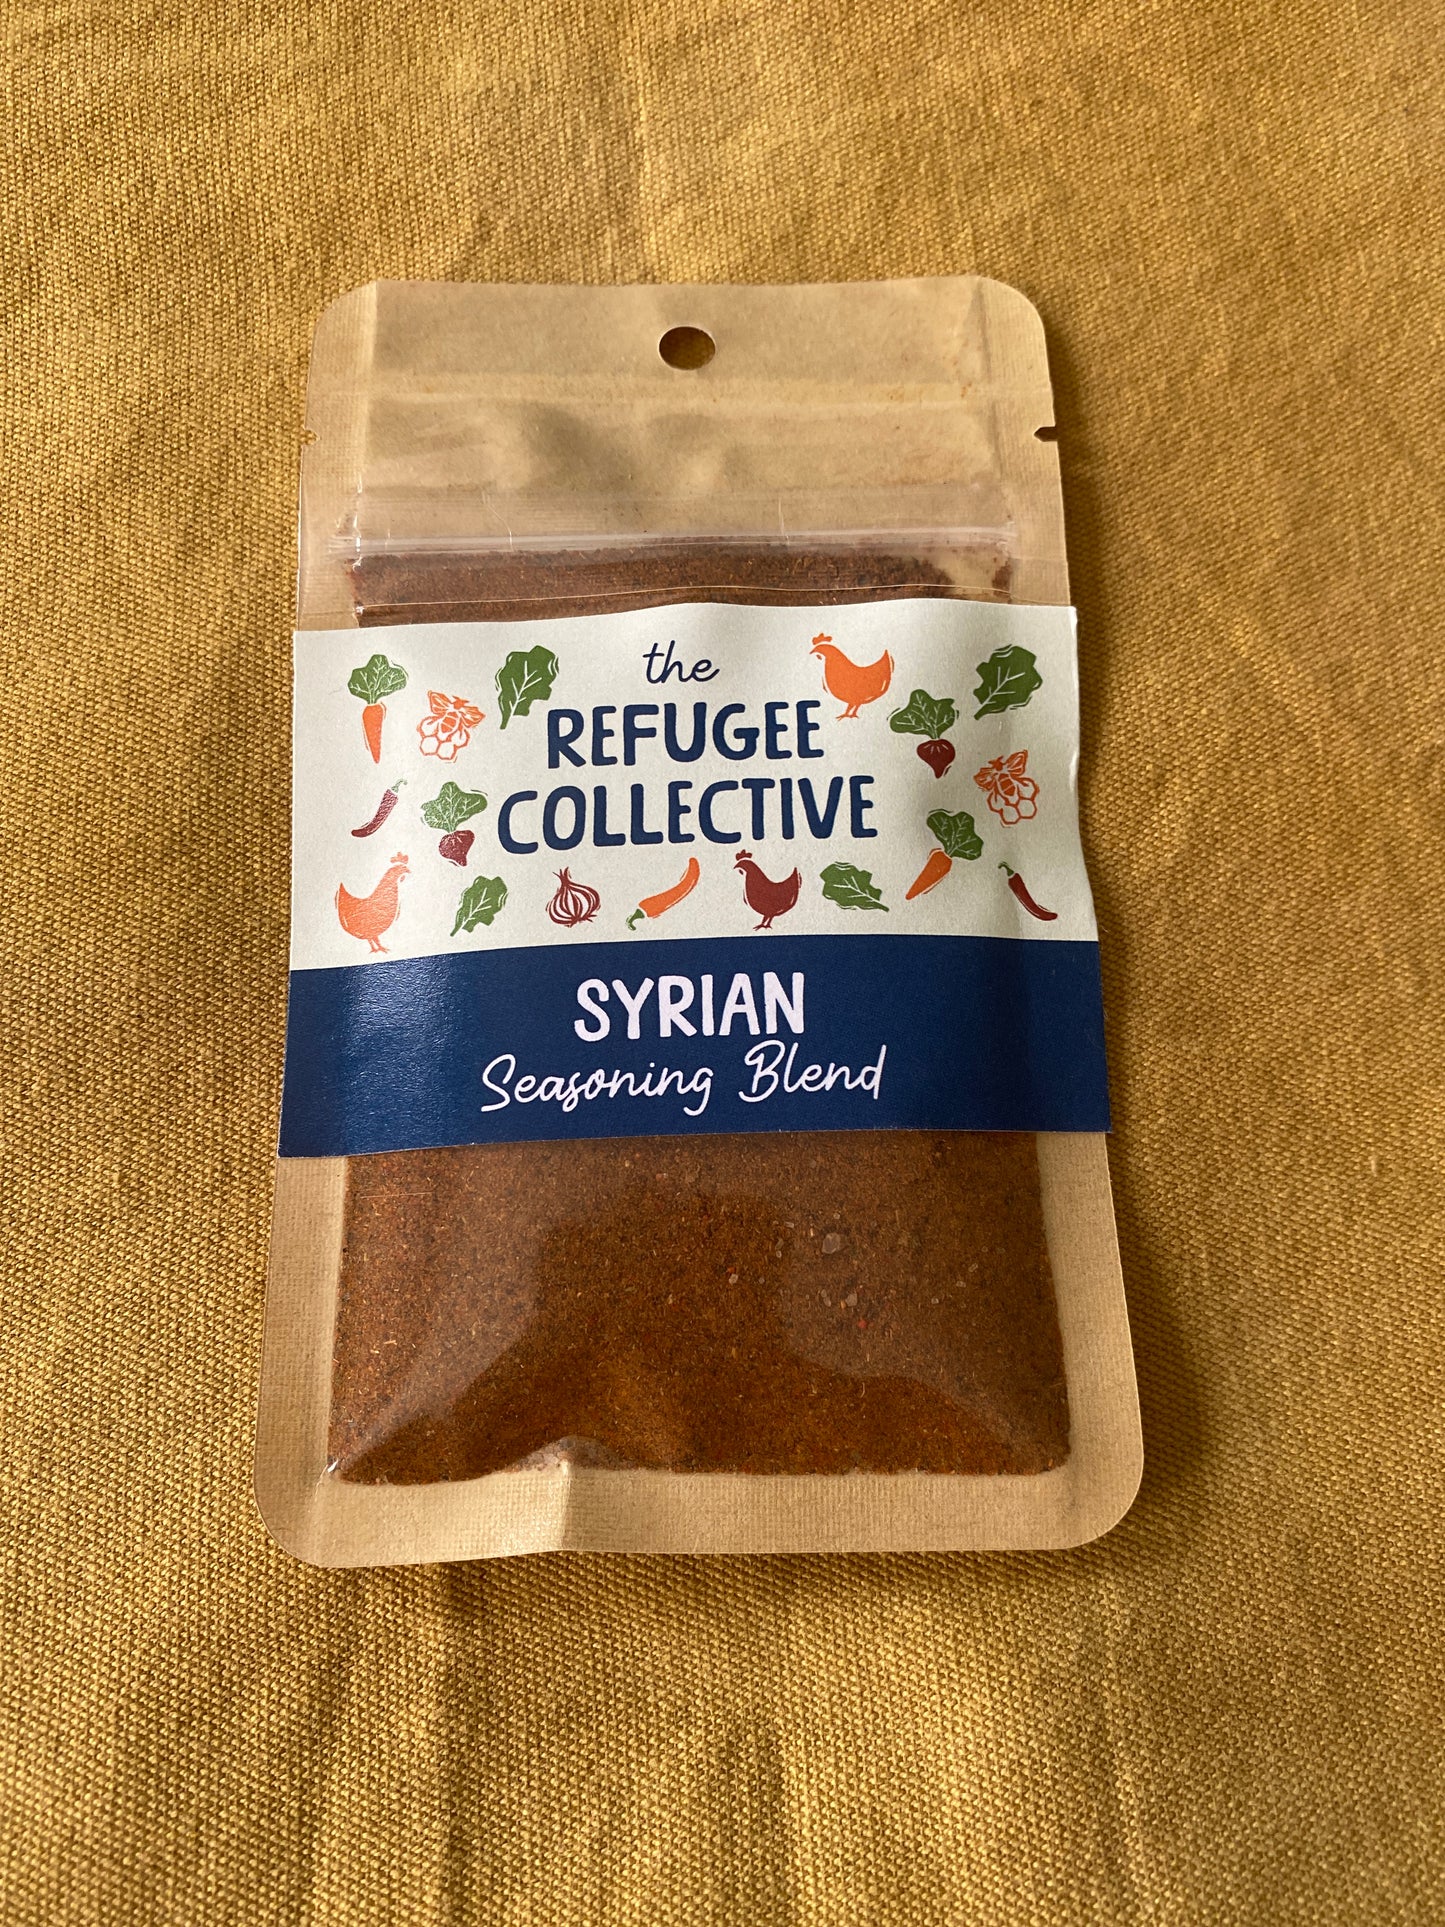 the
REFUGEE
COLLECTIVE
SYRIAN
Seasoning Blend